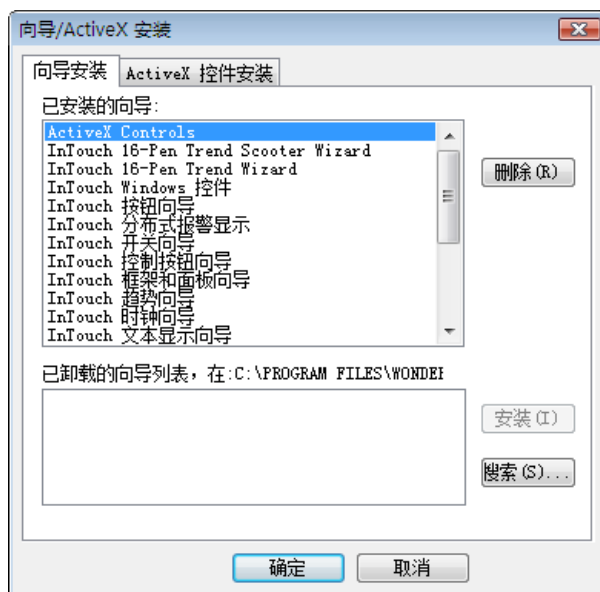 向导/ActiveX 安装
向导安装
ActiveX 控件安装
已安装的向导:
ActiveX Controls
InTouch 16-Pen Trend Scooter Wizard
InTouch 16-Pen Trend Wizard
InTouch Windows 控件
InTouch 按钮向导
InTouch 分布式报警显示
InTouch 开关向导
InTouch 控制按钮向导
InTouch 框架和面板向导
InTouch 趋势向导
InTouch 时钟向导
InTouch 文本显示向导
删除(R)
已卸载的向导列表，在:C:\PROGRAM FILES\WONDE
安装(I)
搜索(S)...
确定
取消